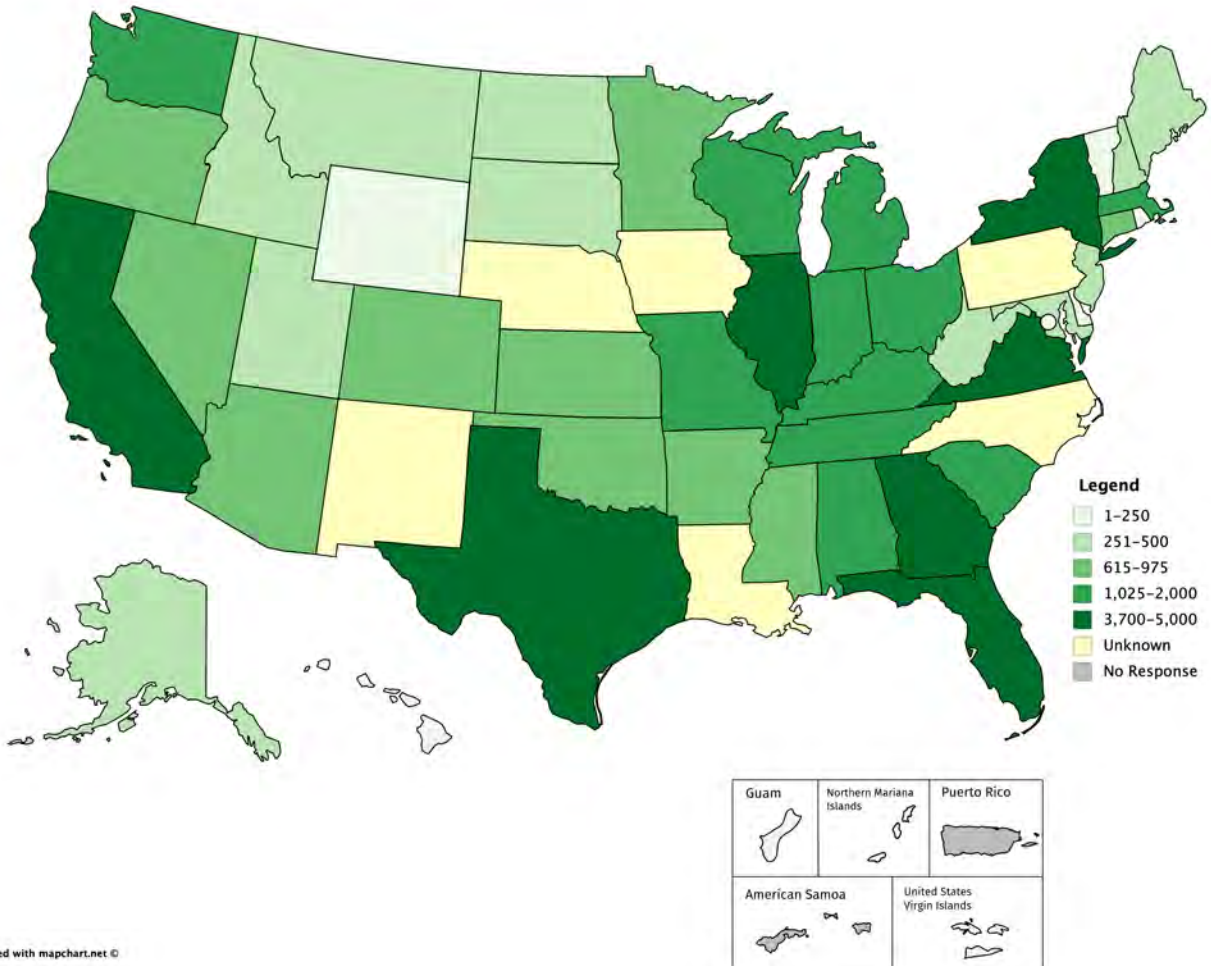 Legend
1–250
251–500
615–975
1,025–2,000
3,700–5,000
Unknown
No Response
Guam
Northern Mariana
Islands
Puerto Rico
American Samoa
United States
Virgin Islands
ed with mapchart.net ©